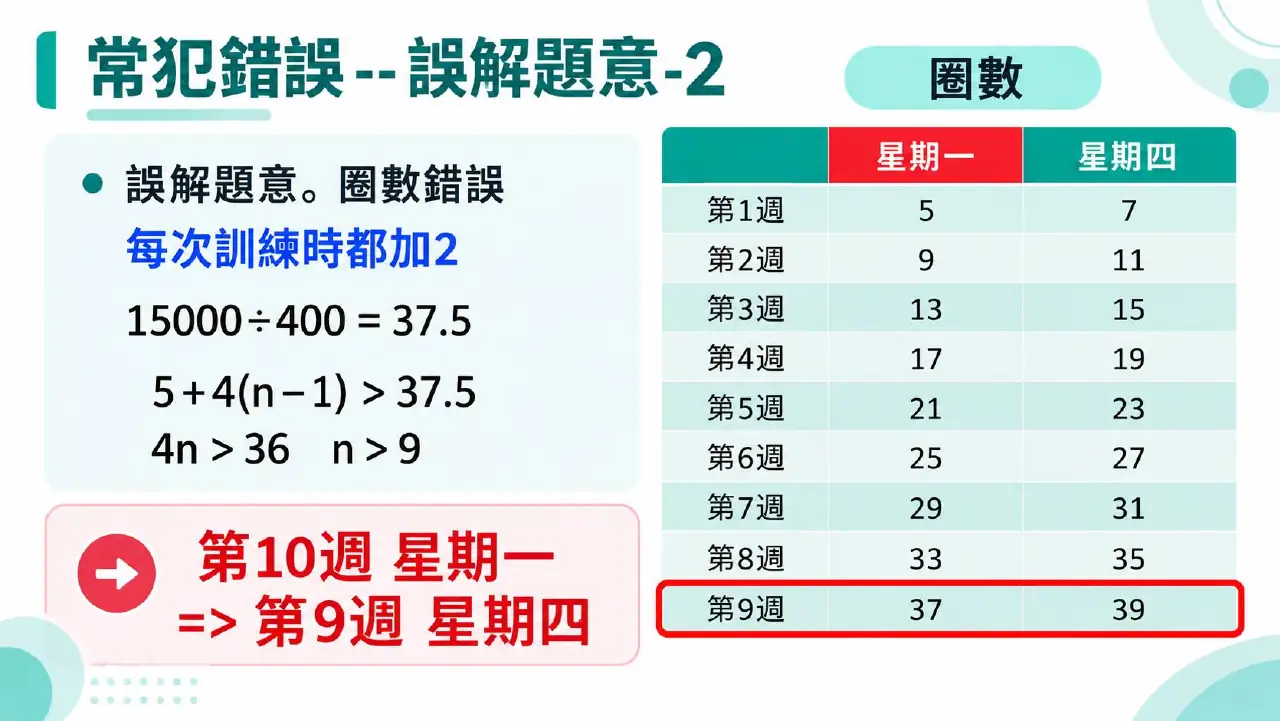 常犯錯誤--誤解題意-2
圈數
誤解題意。圈數錯誤
每次訓練時都加2
15000÷400 = 37.5
5+4(n−1) > 37.5
4n > 36 n > 9
第10週 星期一
=> 第9週 星期四
星期一 星期四
第1週 5 7
第2週 9 11
第3週 13 15
第4週 17 19
第5週 21 23
第6週 25 27
第7週 29 31
第8週 33 35
第9週 37 39